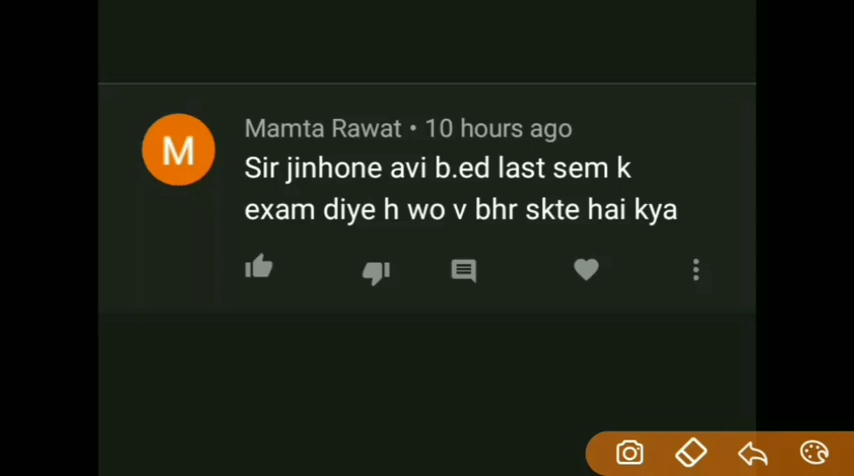 M
Mamta Rawat • 10 hours ago
Sir jinhone avi b.ed last sem k
exam diye h wo v bhr skte hai kya